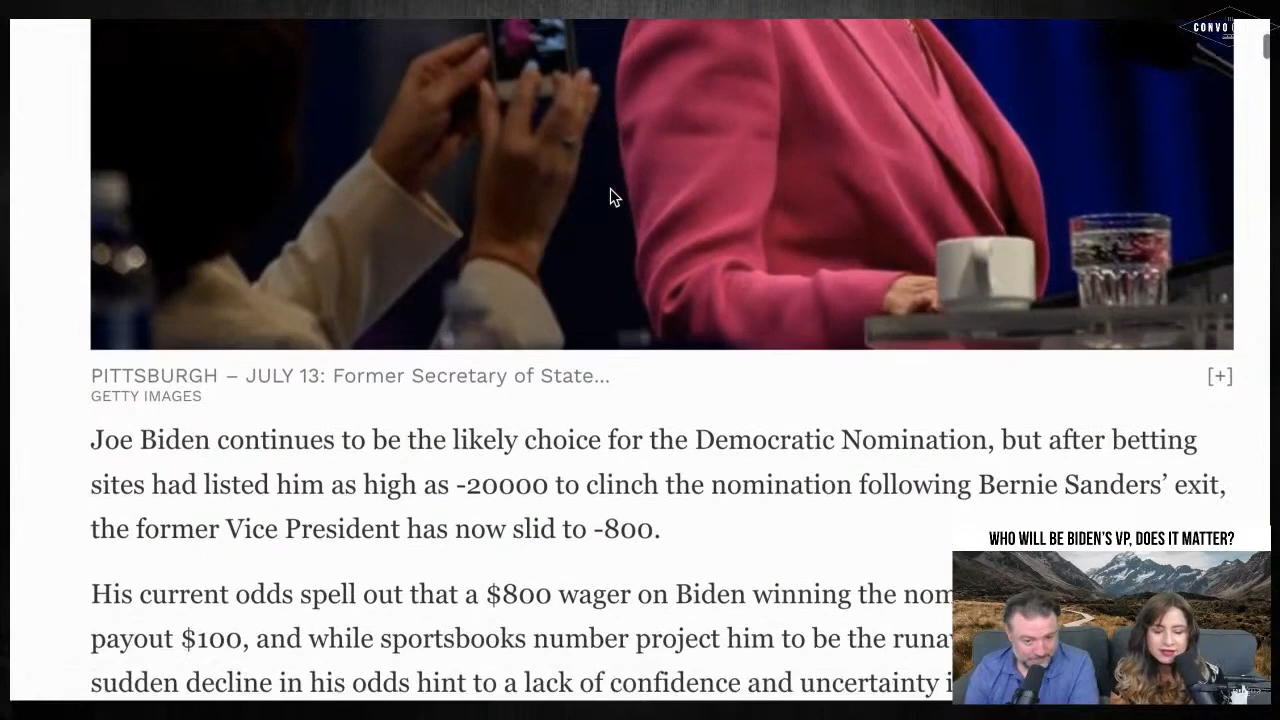 CONVO
PITTSBURGH – JULY 13: Former Secretary of State...
[+]
GETTY IMAGES
Joe Biden continues to be the likely choice for the Democratic Nomination, but after betting
sites had listed him as high as -20000 to clinch the nomination following Bernie Sanders’ exit,
the former Vice President has now slid to -800.
WHO WILL BE BIDEN'S VP, DOES IT MATTER?
His current odds spell out that a $800 wager on Biden winning the nom
payout $100, and while sportsbooks number project him to be the runa
sudden decline in his odds hint to a lack of confidence and uncertainty i